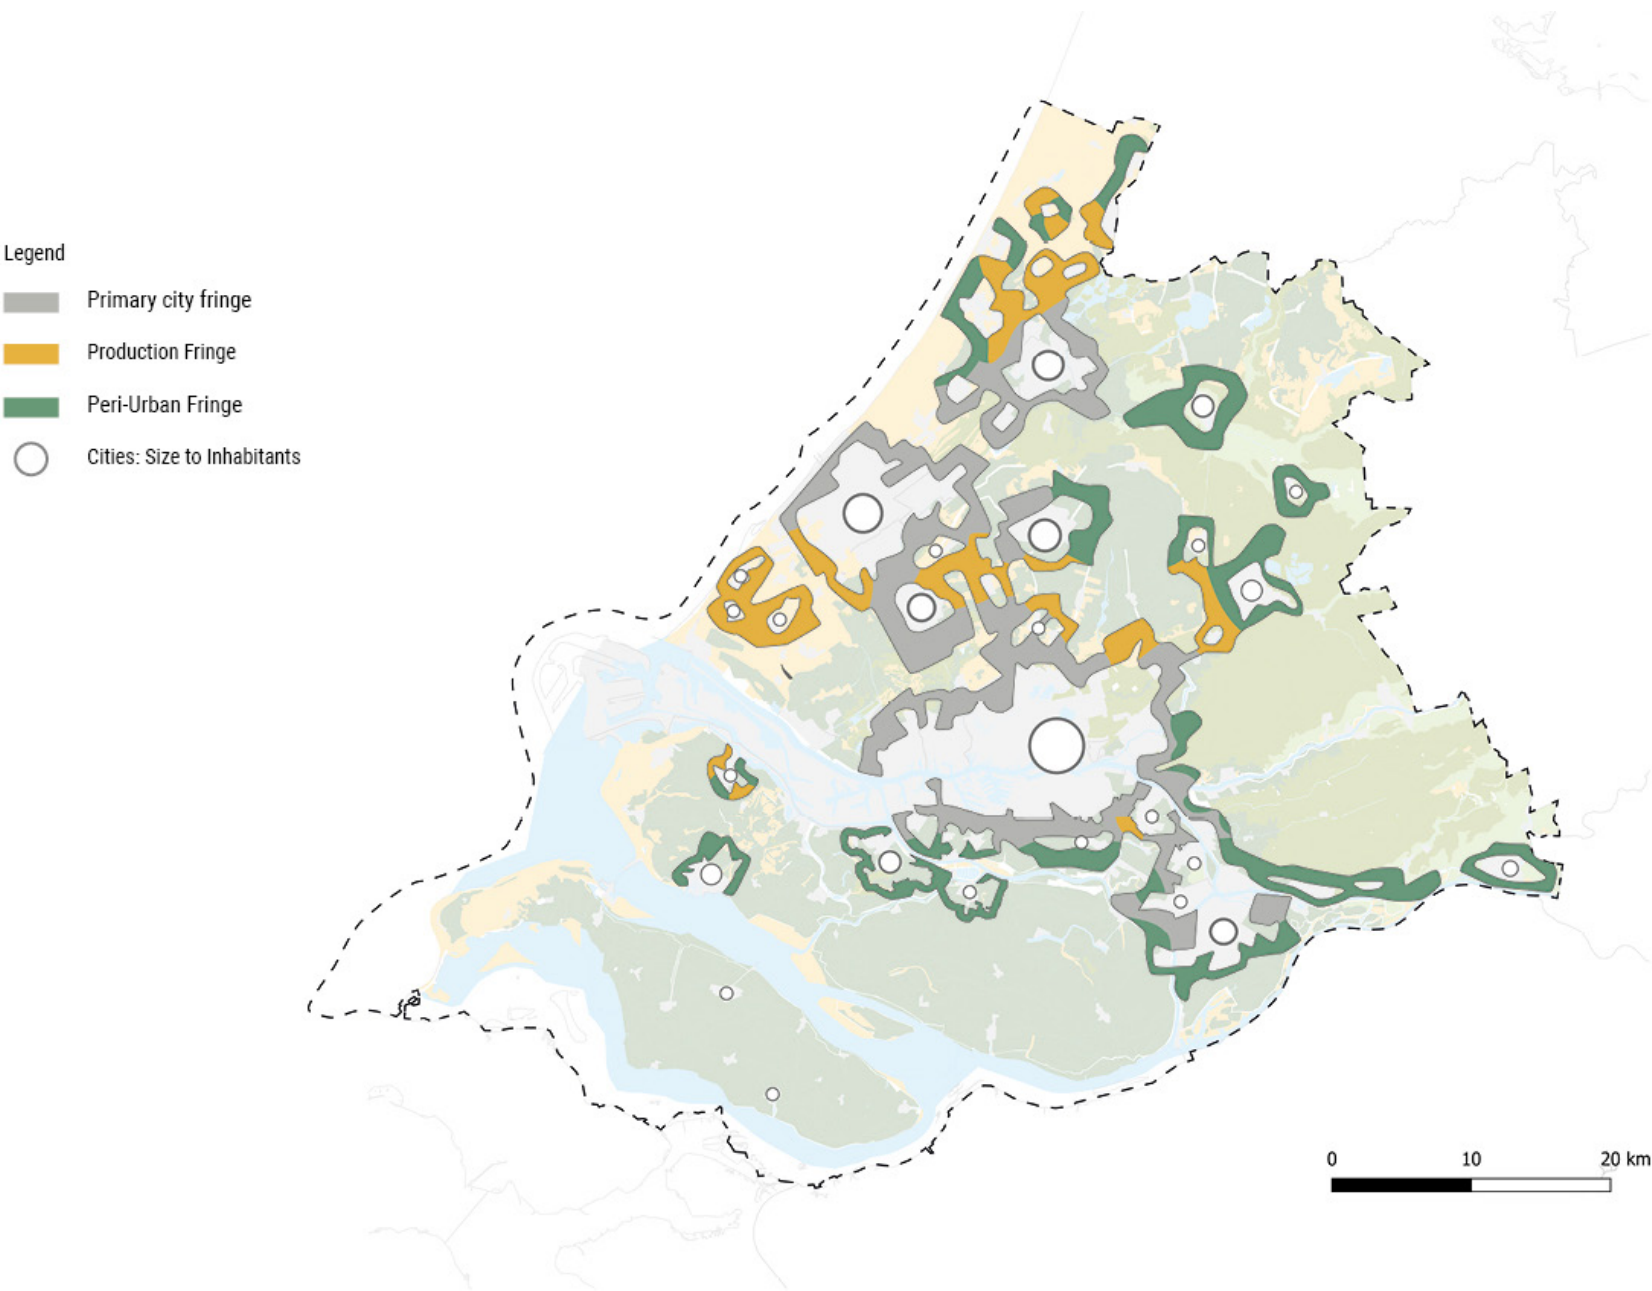 Legend
Primary city fringe
Production Fringe
Peri-Urban Fringe
Cities: Size to Inhabitants
0 10 20 km